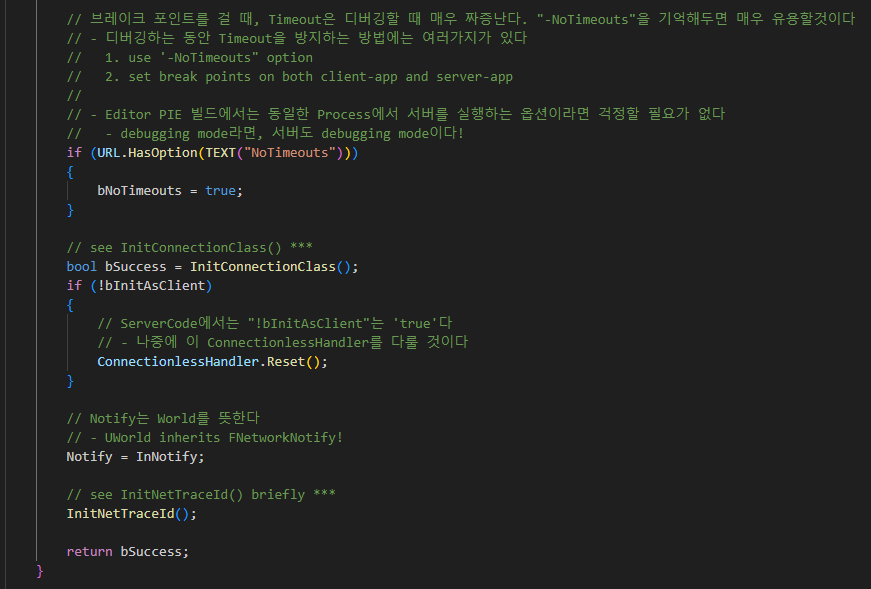 // 브레이크 포인트를 걸 때, Timeout은 디버깅할 때 매우 짜증난다. "-NoTimeouts"을 기억해두면 매우 유용할것이다
// - 디버깅하는 동안 Timeout을 방지하는 방법에는 여러가지가 있다
//   1. use '-NoTimeouts" option
//   2. set break points on both client-app and server-app
//
// - Editor PIE 빌드에서는 동일한 Process에서 서버를 실행하는 옵션이라면 걱정할 필요가 없다
//   - debugging mode라면, 서버도 debugging mode이다!
if (URL.HasOption(TEXT("NoTimeouts")))
{
    bNoTimeouts = true;
}
// see InitConnectionClass() ***
bool bSuccess = InitConnectionClass();
if (!bInitAsClient)
{
    // ServerCode에서는 "!bInitAsClient"는 'true'다
    // - 나중에 이 ConnectionlessHandler를 다룰 것이다
    ConnectionlessHandler.Reset();
}
// Notify는 World를 뜻한다
// - UWorld inherits FNetworkNotify!
Notify = InNotify;
// see InitNetTraceId() briefly ***
InitNetTraceId();
return bSuccess;
}